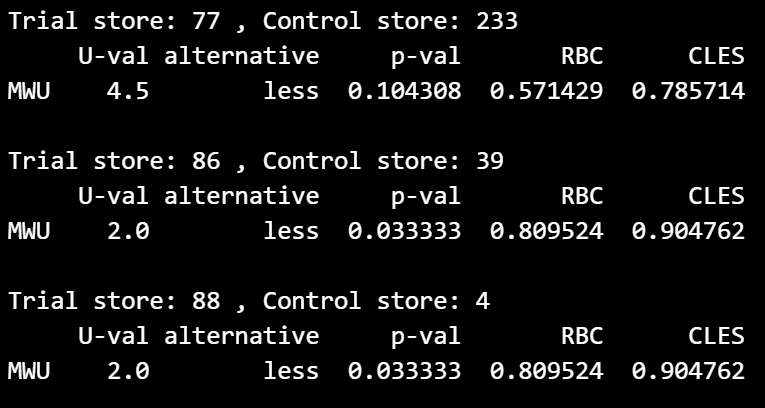 Trial store: 77 , Control store: 233
U-val alternative p-val RBC CLES
MWU 4.5 less 0.104308 0.571429 0.785714
Trial store: 86 , Control store: 39
U-val alternative p-val RBC CLES
MWU 2.0 less 0.033333 0.809524 0.904762
Trial store: 88 , Control store: 4
U-val alternative p-val RBC CLES
MWU 2.0 less 0.033333 0.809524 0.904762